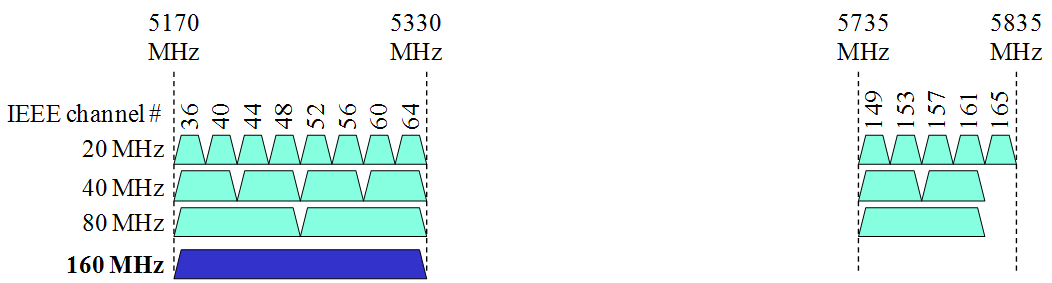 5170
MHz
5330
MHz
5735
MHz
5835
MHz
IEEE channel #
36 40 44 48 52 56 60 64
149 153 157 161 165
20 MHz
40 MHz
80 MHz
160 MHz